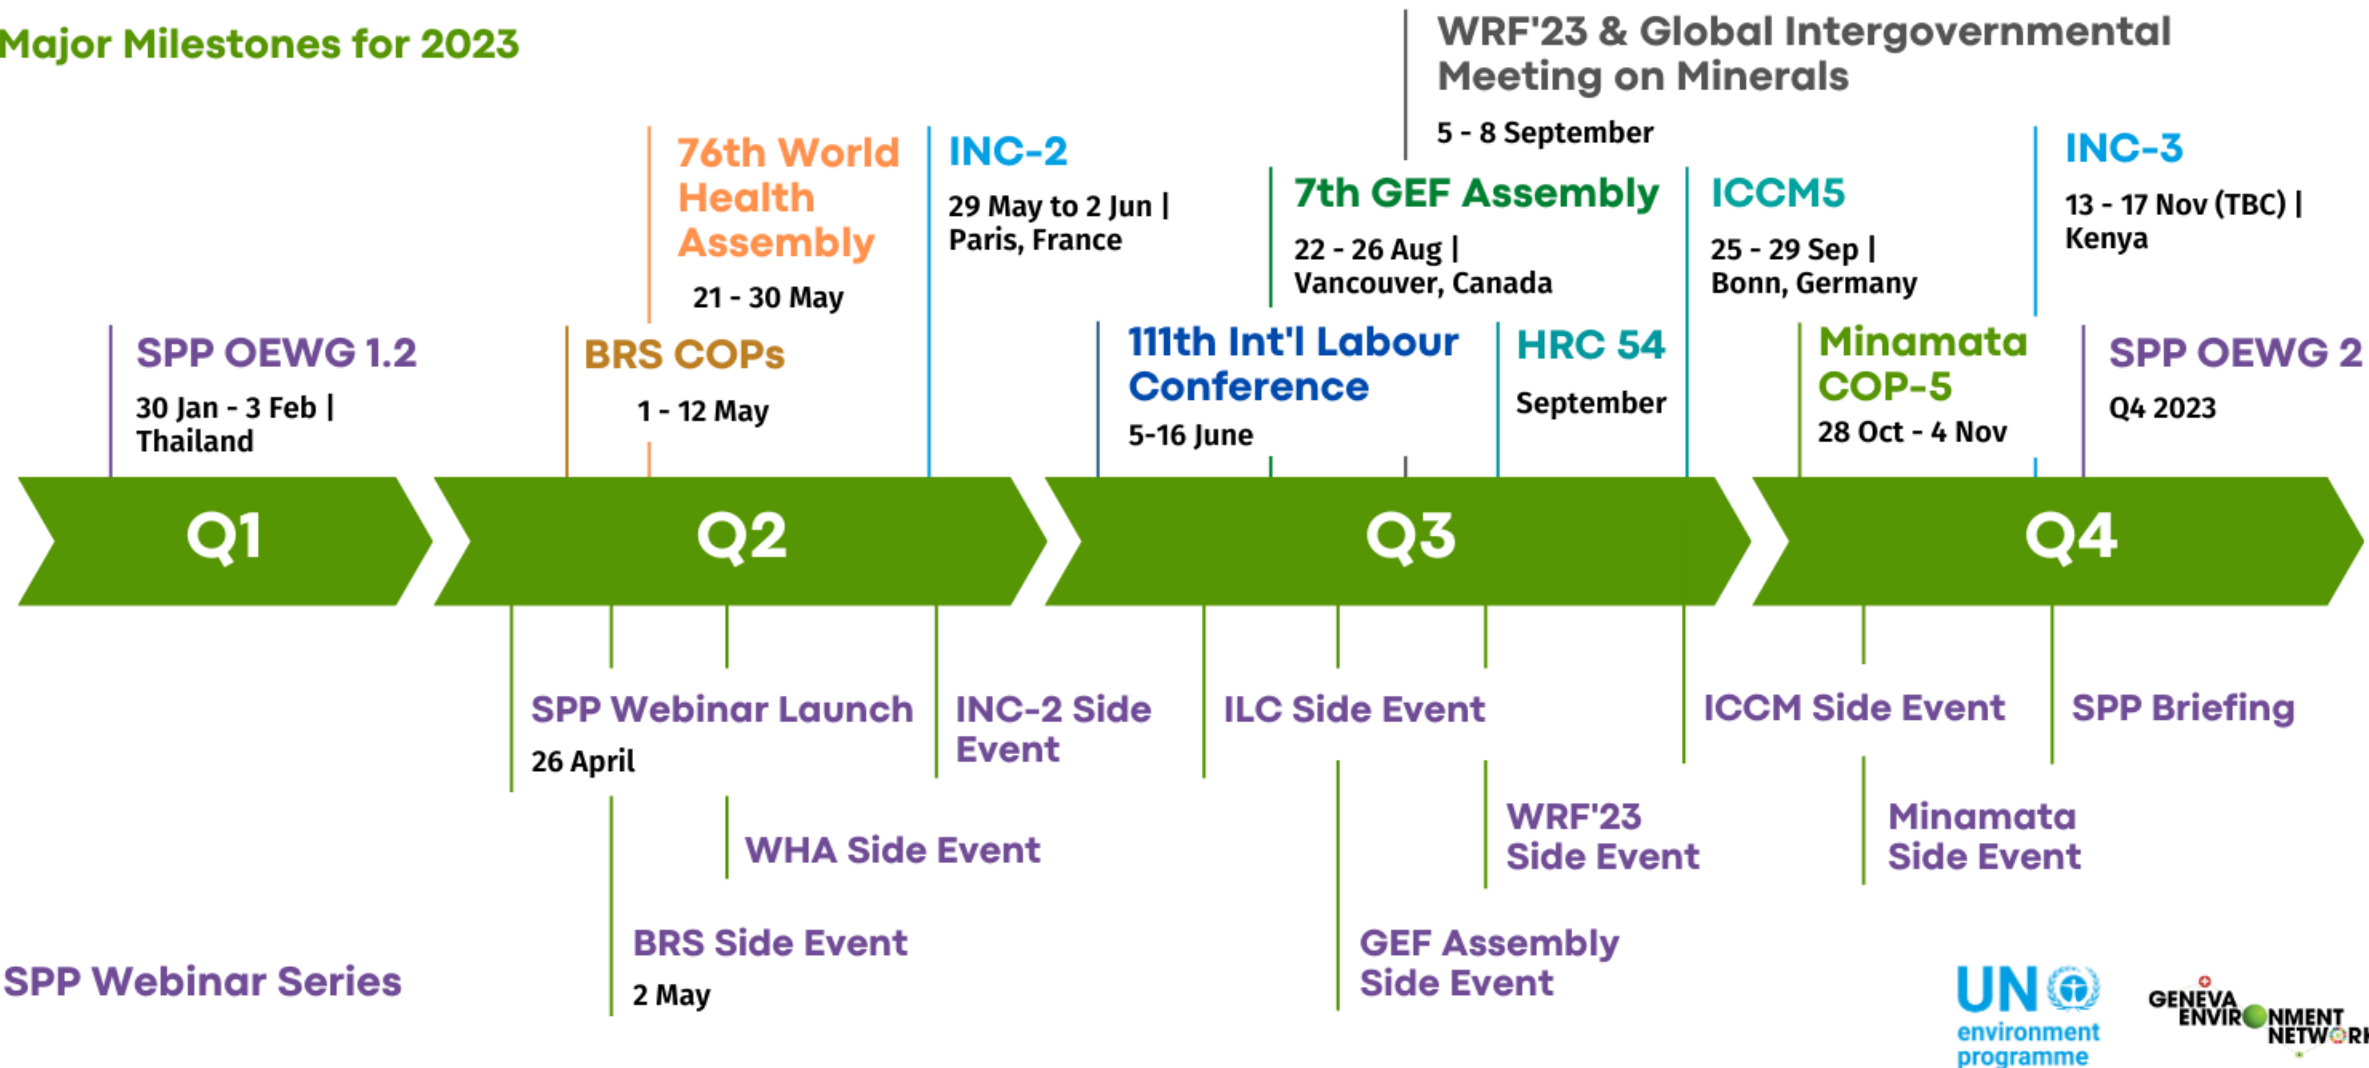 Major Milestones for 2023
WRF'23 & Global Intergovernmental
Meeting on Minerals
5 - 8 September
76th World
Health
Assembly
21 - 30 May
INC-2
29 May to 2 Jun |
Paris, France
7th GEF Assembly
22 - 26 Aug |
Vancouver, Canada
ICCM5
25 - 29 Sep |
Bonn, Germany
INC-3
13 - 17 Nov (TBC) |
Kenya
SPP OEWG 1.2
30 Jan - 3 Feb |
Thailand
BRS COPs
1 - 12 May
111th Int'l Labour
Conference
5-16 June
HRC 54
September
Minamata
COP-5
28 Oct - 4 Nov
SPP OEWG 2
Q4 2023
Q1
Q2
Q3
Q4
SPP Webinar Launch
26 April
INC-2 Side
Event
ILC Side Event
ICCM Side Event
SPP Briefing
WHA Side Event
WRF'23
Side Event
Minamata
Side Event
BRS Side Event
2 May
GEF Assembly
Side Event
SPP Webinar Series
UN
environment
programme
GENEVA
ENVIRONMENT
NETWORK